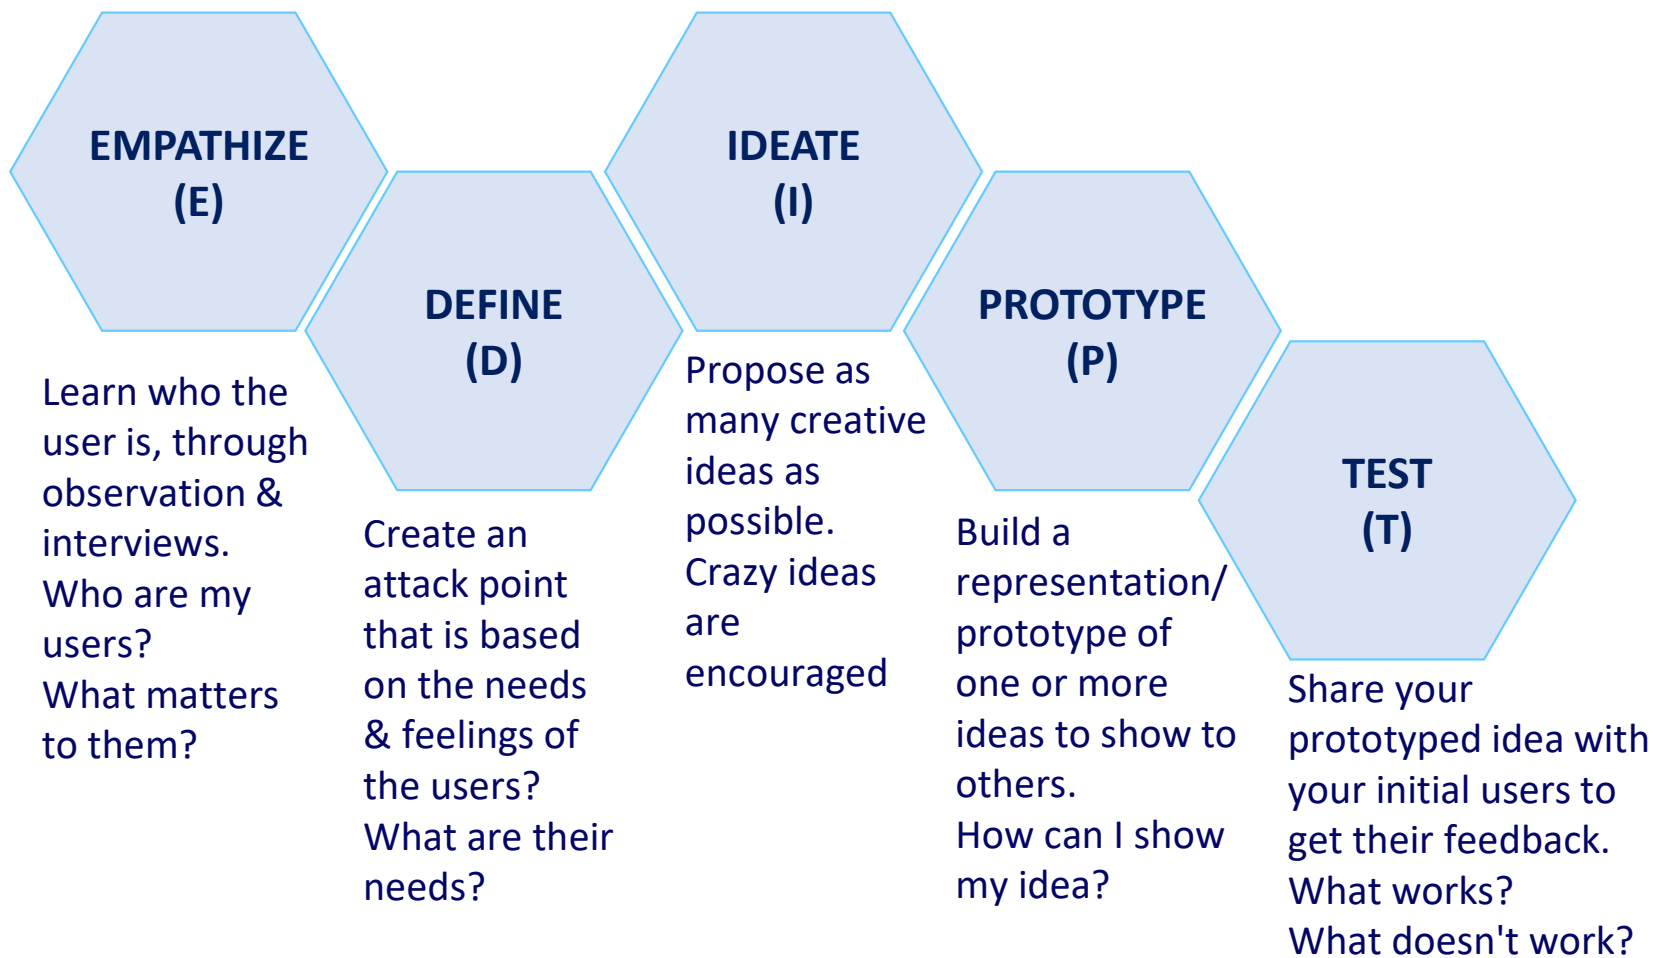 EMPATHIZE
(E)
Learn who the
user is, through
observation &
interviews.
Who are my
users?
What matters
to them?
DEFINE
(D)
Create an
attack point
that is based
on the needs
& feelings of
the users?
What are their
needs?
IDEATE
(I)
Propose as
many creative
ideas as
possible.
Crazy ideas
are
encouraged
PROTOTYPE
(P)
Build a
representation/
prototype of
one or more
ideas to show to
others.
How can I show
my idea?
TEST
(T)
Share your
prototyped idea with
your initial users to
get their feedback.
What works?
What doesn't work?